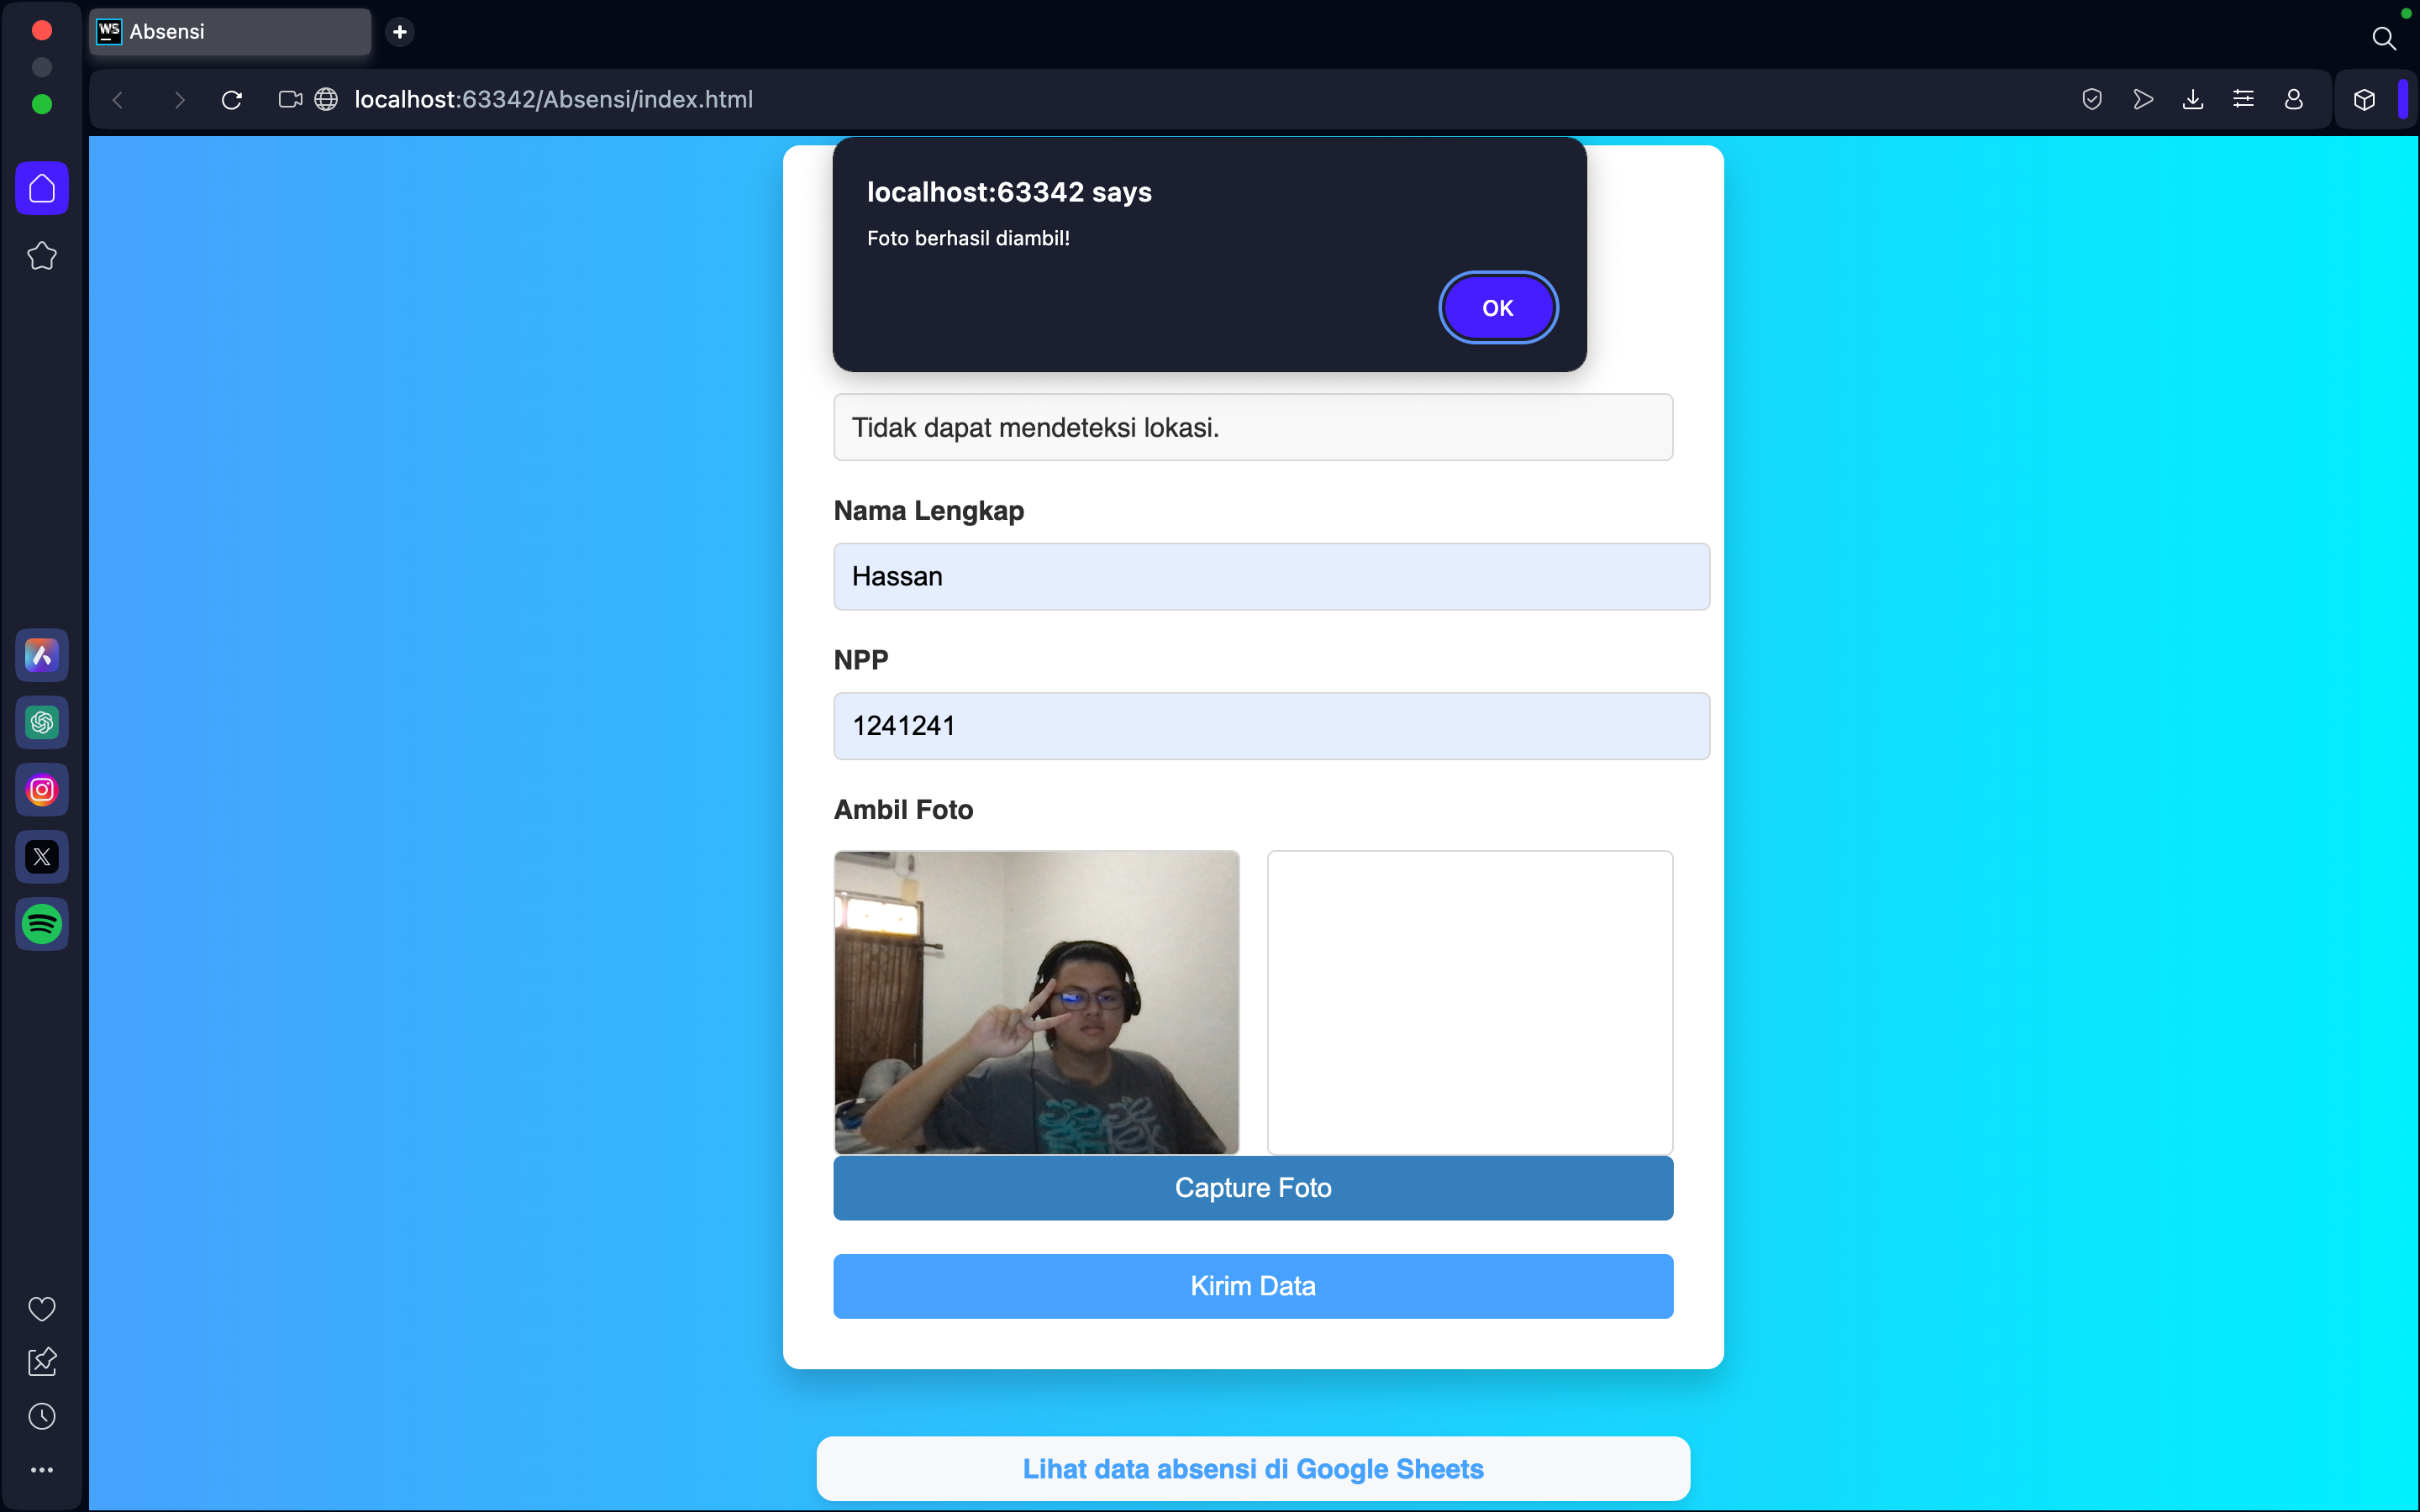 WS
Absensi
localhost:63342/Absensi/index.html
localhost:63342 says
Foto berhasil diambil!
OK
Tidak dapat mendeteksi lokasi.
Nama Lengkap
Hassan
NPP
1241241
Ambil Foto
Capture Foto
Kirim Data
Lihat data absensi di Google Sheets